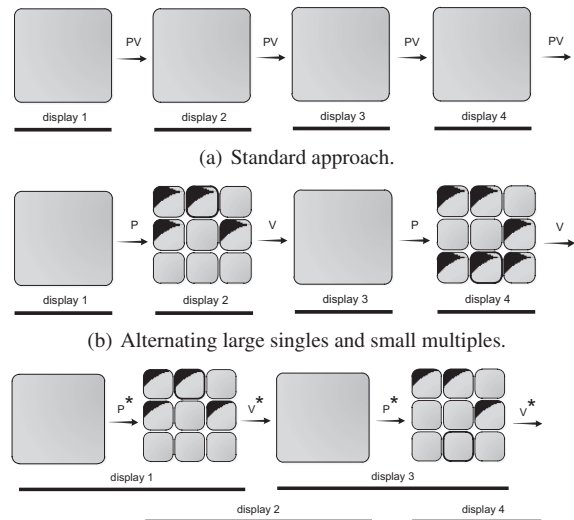 PV PV PV PV
display 1 display 2 display 3 display 4
(a) Standard approach.
P V P V
display 1 display 2 display 3 display 4
(b) Alternating large singles and small multiples.
P* V* P* V*
display 1 display 3
display 2 display 4